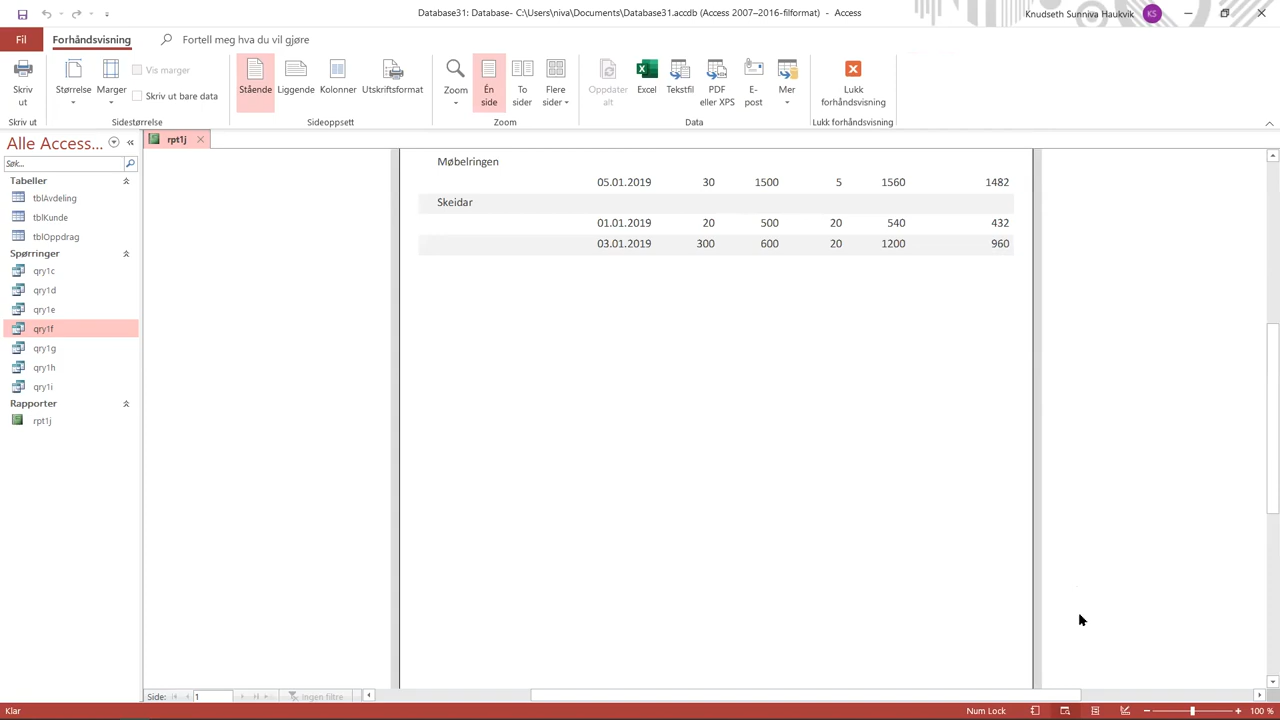 Database31: Database- C:\Users\niva\Documents\Database31.accdb (Access 2007–2016-filformat) - Access
Knudseth Sunniva Haukvik KS
Fil Forhåndsvisning Fortell meg hva du vil gjøre
Skriv ut
Størrelse
Marger
Vis marger
Skriv ut bare data
Stående
Liggende
Kolonner
Utskriftsformat
Zoom
Én side
To sider
Flere sider
Oppdater alt
Excel
Tekstfil
PDF eller XPS
E-post
Mer
Lukk forhåndsvisning
Skriv ut Sidestørrelse Sideoppsett Zoom Data Lukk forhåndsvisning
Alle Access...
Søk...
Tabeller
tblAvdeling
tblKunde
tblOppdrag
Spørringer
qry1c
qry1d
qry1e
qry1f
qry1g
qry1h
qry1i
Rapporter
rpt1j
rpt1j
Møbelringen
05.01.2019 30 1500 5 1560 1482
Skeidar
01.01.2019 20 500 20 540 432
03.01.2019 300 600 20 1200 960
Side: 1 Ingen filtre
Klar Num Lock 100 %